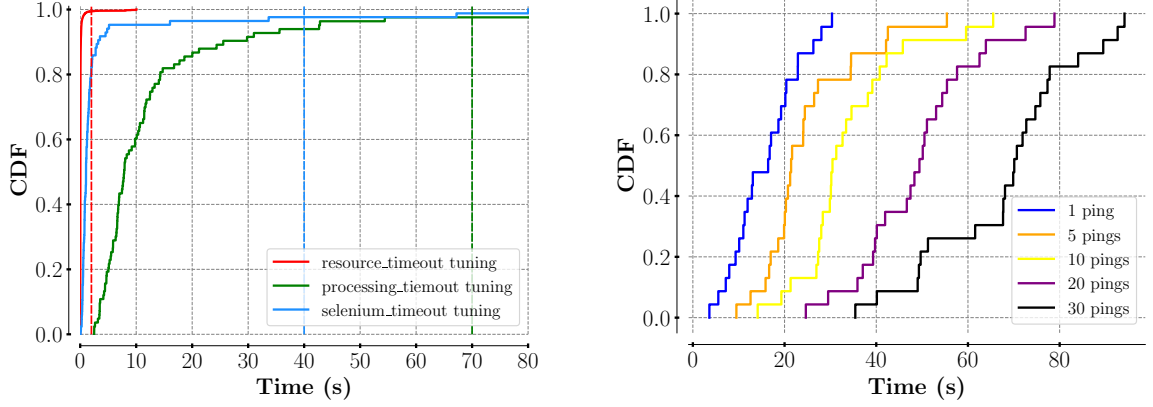 CDF
1.0
0.8
0.6
0.4
0.2
0.0
resource_timeout tuning
processing_tiemout tuning
selenium_timeout tuning
0 10 20 30 40 50 60 70 80
Time (s)
CDF
1.0
0.8
0.6
0.4
0.2
0.0
1 ping
5 pings
10 pings
20 pings
30 pings
0 20 40 60 80
Time (s)